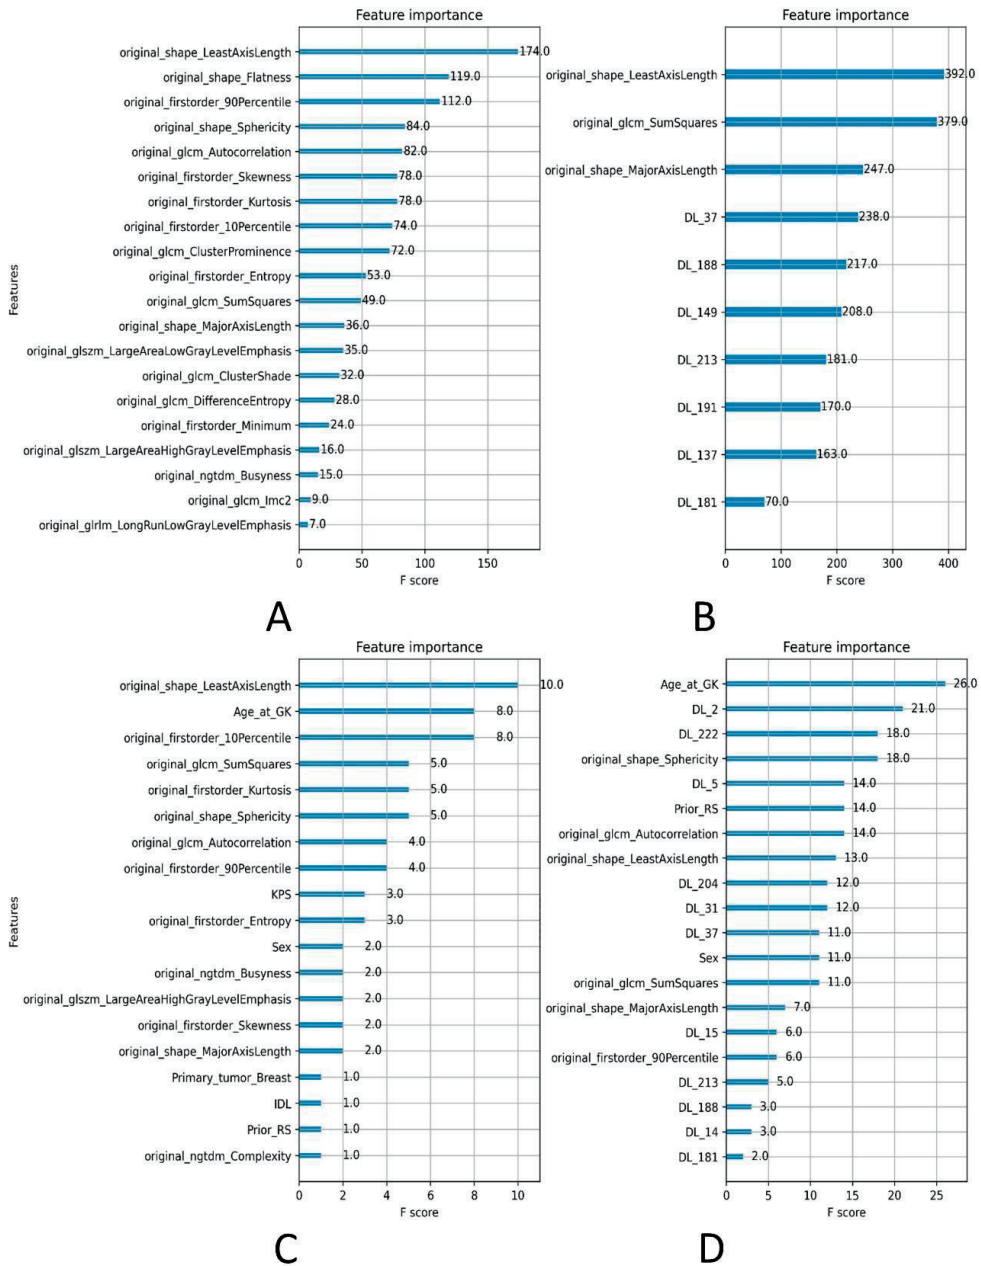 Feature importance
Features
original_shape_LeastAxisLength 174.0
original_shape_Flatness 119.0
original_firstorder_90Percentile 112.0
original_shape_Sphericity 84.0
original_glcm_Autocorrelation 82.0
original_firstorder_Skewness 78.0
original_firstorder_Kurtosis 78.0
original_firstorder_10Percentile 74.0
original_glcm_ClusterProminence 72.0
original_firstorder_Entropy 53.0
original_glcm_SumSquares 49.0
original_shape_MajorAxisLength 36.0
original_glszm_LargeAreaLowGrayLevelEmphasis 35.0
original_glcm_ClusterShade 32.0
original_glcm_DifferenceEntropy 28.0
original_firstorder_Minimum 24.0
original_glszm_LargeAreaHighGrayLevelEmphasis 16.0
original_ngtdm_Busyness 15.0
original_glcm_Imc2 9.0
original_glrlm_LongRunLowGrayLevelEmphasis 7.0
0 50 100 150
F score
A
Feature importance
original_shape_LeastAxisLength 392.0
original_glcm_SumSquares 379.0
original_shape_MajorAxisLength 247.0
DL_37 238.0
DL_188 217.0
DL_149 208.0
DL_213 181.0
DL_191 170.0
DL_137 163.0
DL_181 70.0
0 100 200 300 400
F score
B
Feature importance
Features
original_shape_LeastAxisLength 10.0
Age_at_GK 8.0
original_firstorder_10Percentile 8.0
original_glcm_SumSquares 5.0
original_firstorder_Kurtosis 5.0
original_shape_Sphericity 5.0
original_glcm_Autocorrelation 4.0
original_firstorder_90Percentile 4.0
KPS 3.0
original_firstorder_Entropy 3.0
Sex 2.0
original_ngtdm_Busyness 2.0
original_glszm_LargeAreaHighGrayLevelEmphasis 2.0
original_firstorder_Skewness 2.0
original_shape_MajorAxisLength 2.0
Primary_tumor_Breast 1.0
IDL 1.0
Prior_RS 1.0
original_ngtdm_Complexity 1.0
0 2 4 6 8 10
F score
C
Feature importance
Age_at_GK 26.0
DL_2 21.0
DL_222 18.0
original_shape_Sphericity 18.0
DL_5 14.0
Prior_RS 14.0
original_glcm_Autocorrelation 14.0
original_shape_LeastAxisLength 13.0
DL_204 12.0
DL_31 12.0
DL_37 11.0
Sex 11.0
original_glcm_SumSquares 11.0
original_shape_MajorAxisLength 7.0
DL_15 6.0
original_firstorder_90Percentile 6.0
DL_213 5.0
DL_188 3.0
DL_14 3.0
DL_181 2.0
0 5 10 15 20 25
F score
D